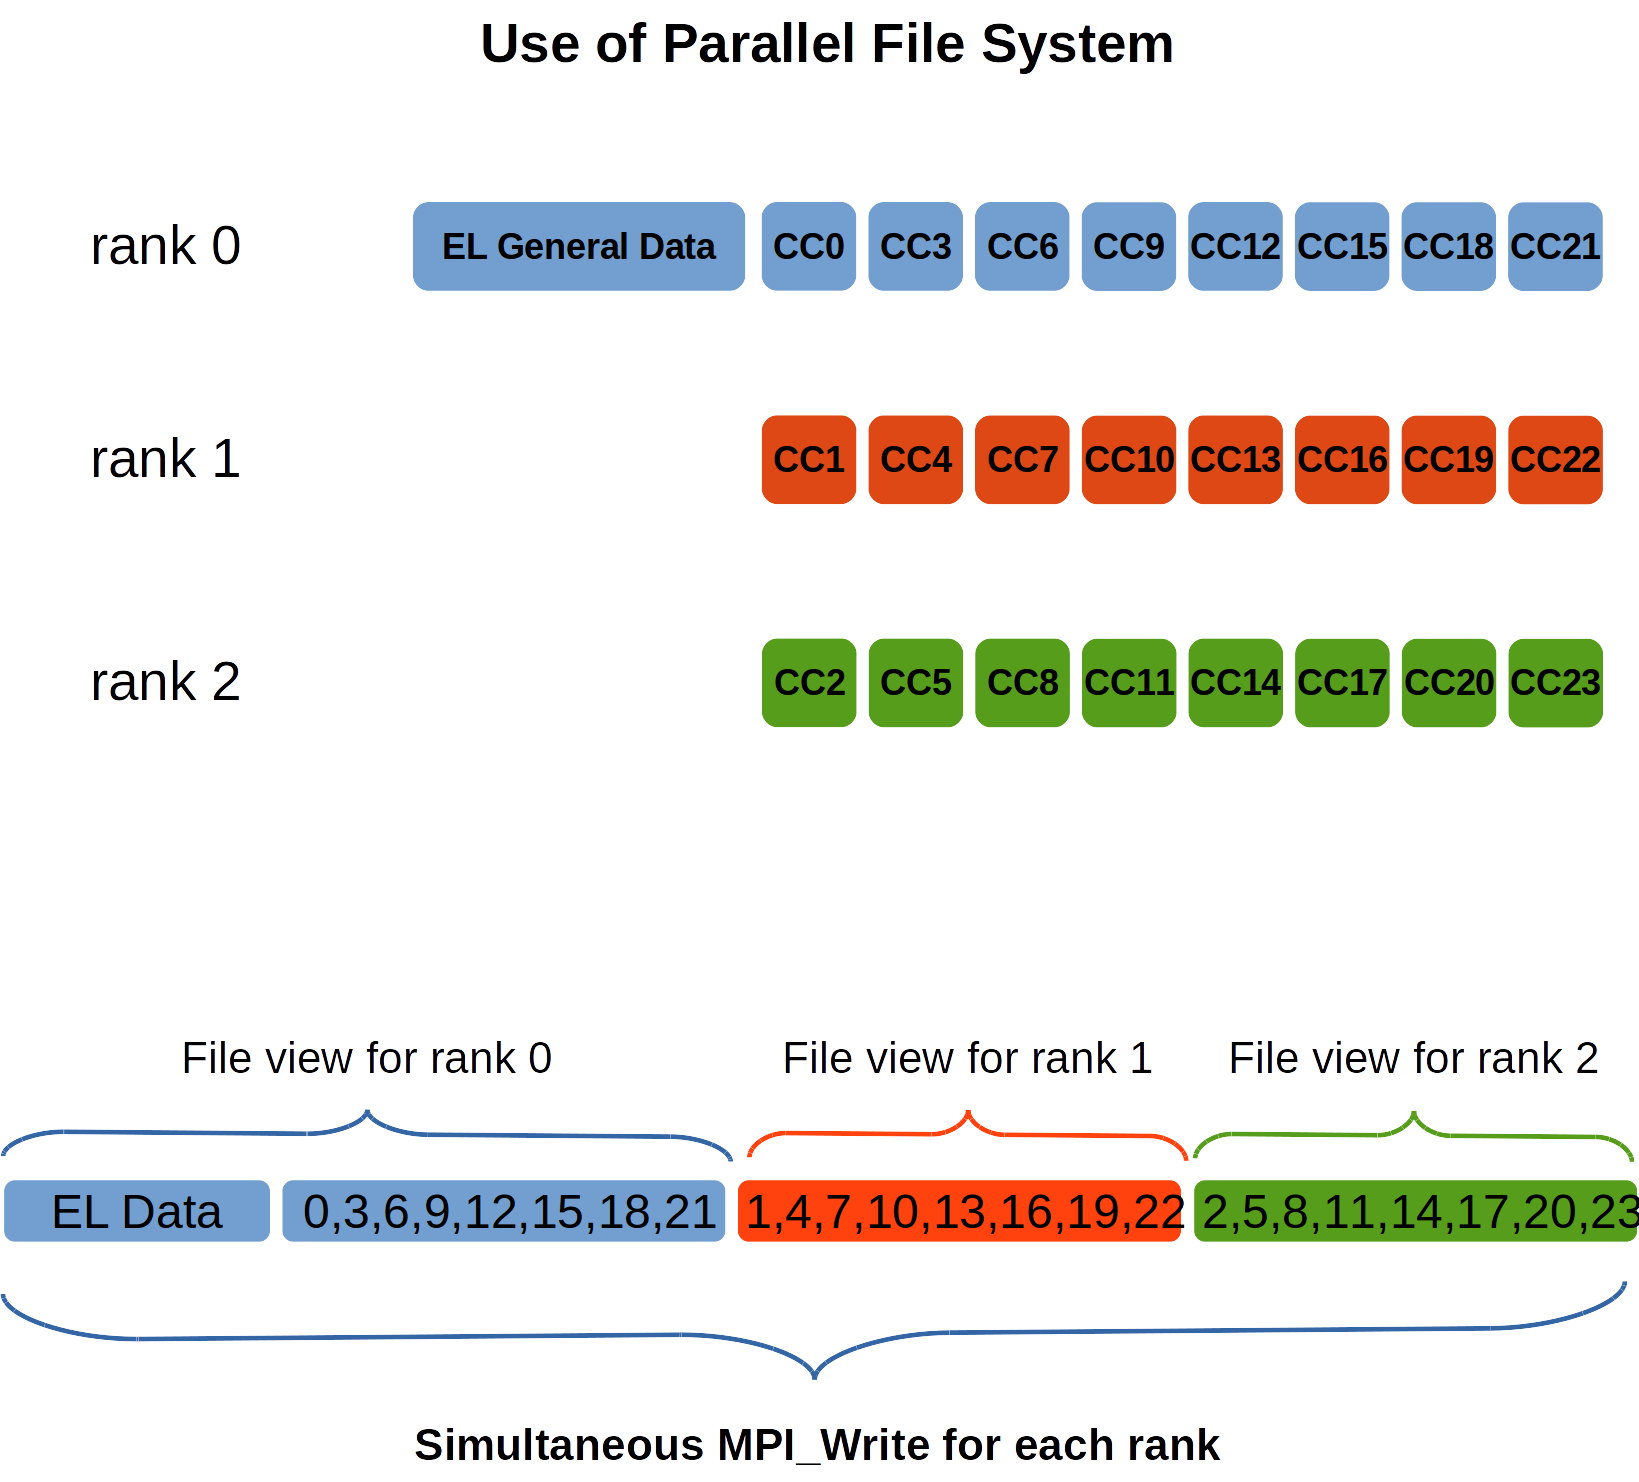 Use of Parallel File System
rank 0
EL General Data
CC0
CC3
CC6
CC9
CC12
CC15
CC18
CC21
rank 1
CC1
CC4
CC7
CC10
CC13
CC16
CC19
CC22
rank 2
CC2
CC5
CC8
CC11
CC14
CC17
CC20
CC23
File view for rank 0
File view for rank 1
File view for rank 2
EL Data
0,3,6,9,12,15,18,21
1,4,7,10,13,16,19,22
2,5,8,11,14,17,20,23
Simultaneous MPI_Write for each rank